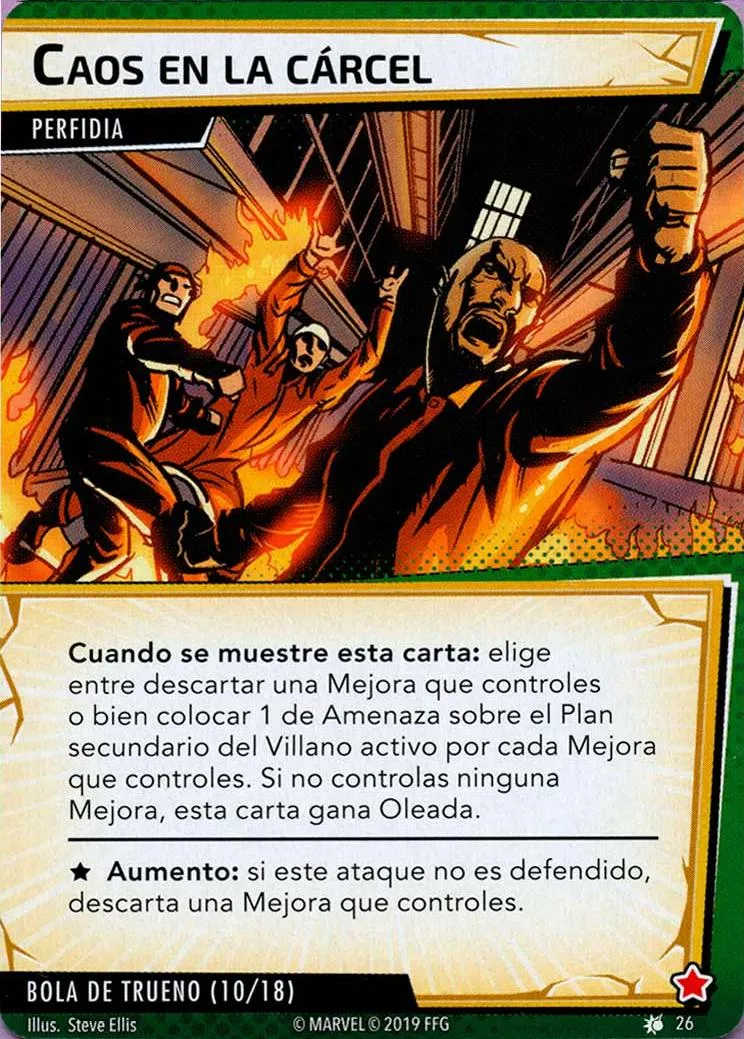 CAOS EN LA CÁRCEL
PERFIDIA
Cuando se muestre esta carta: elige
entre descartar una Mejora que controles
o bien colocar 1 de Amenaza sobre el Plan
secundario del Villano activo por cada Mejora
que controles. Si no controlas ninguna
Mejora, esta carta gana Oleada.
★ Aumento: si este ataque no es defendido,
descarta una Mejora que controles.
BOLA DE TRUENO (10/18)
Illus. Steve Ellis © MARVEL © 2019 FFG 26